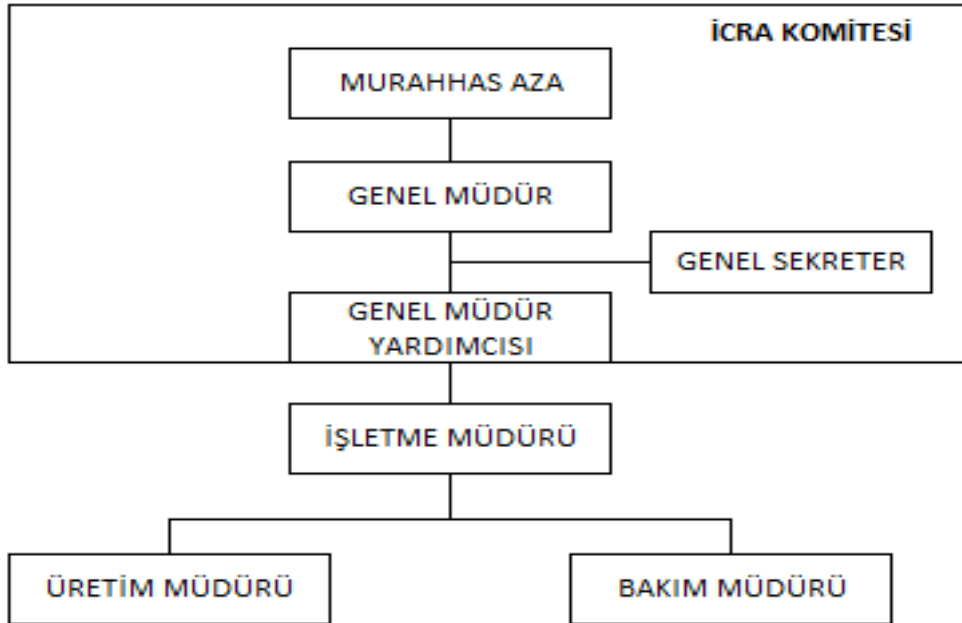 İCRA KOMİTESİ
MURAHHAS AZA
GENEL MÜDÜR
GENEL SEKRETER
GENEL MÜDÜR
YARDIMCISI
İŞLETME MÜDÜRÜ
ÜRETİM MÜDÜRÜ
BAKIM MÜDÜRÜ